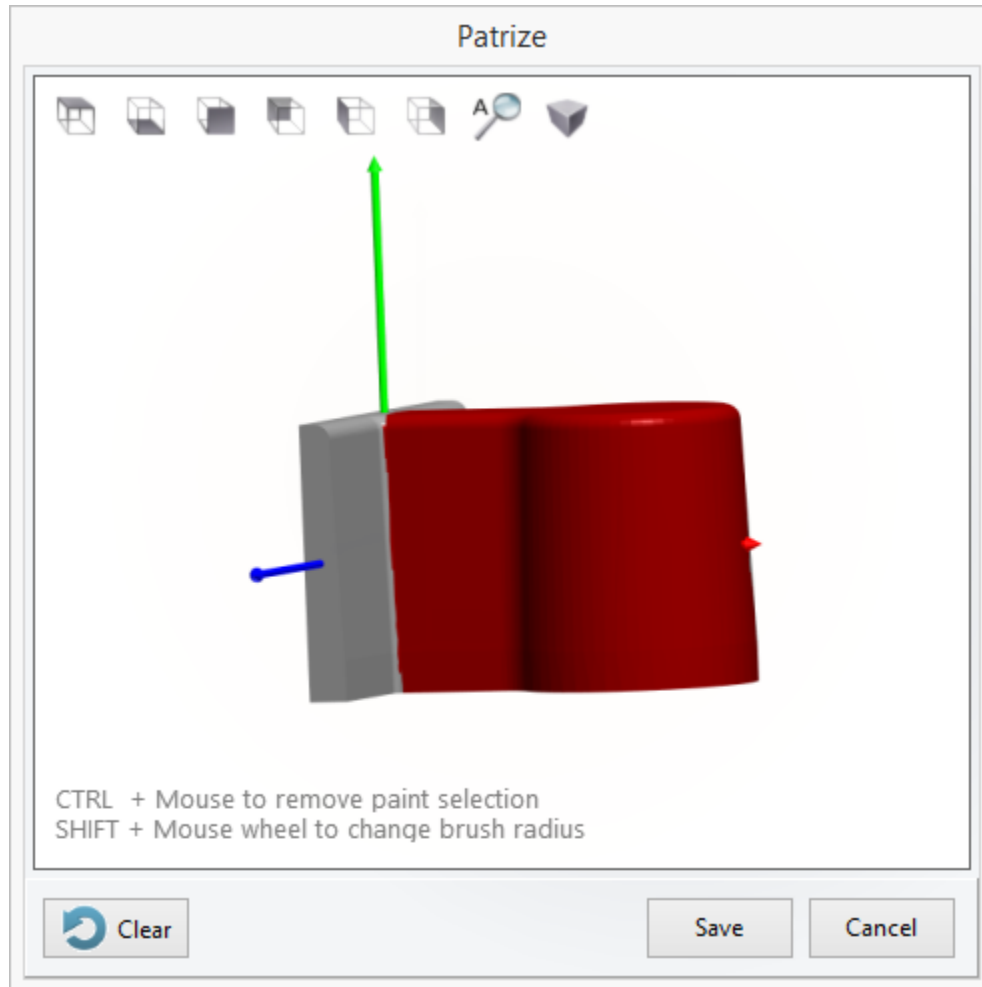 Patrize
A
CTRL + Mouse to remove paint selection
SHIFT + Mouse wheel to change brush radius
Clear
Save
Cancel